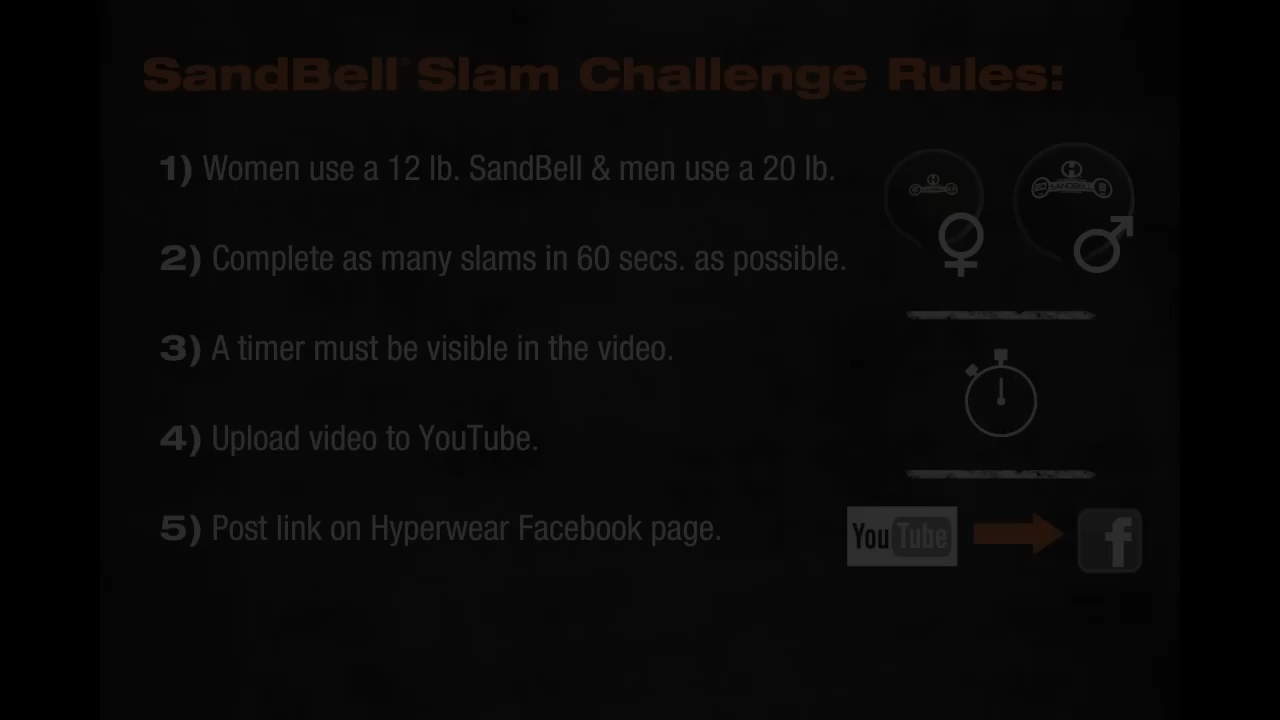 SandBell® Slam Challenge Rules:
1) Women use a 12 lb. SandBell & men use a 20 lb.
2) Complete as many slams in 60 secs. as possible.
3) A timer must be visible in the video.
4) Upload video to YouTube.
5) Post link on Hyperwear Facebook page.
SANDBELL
YouTube
f